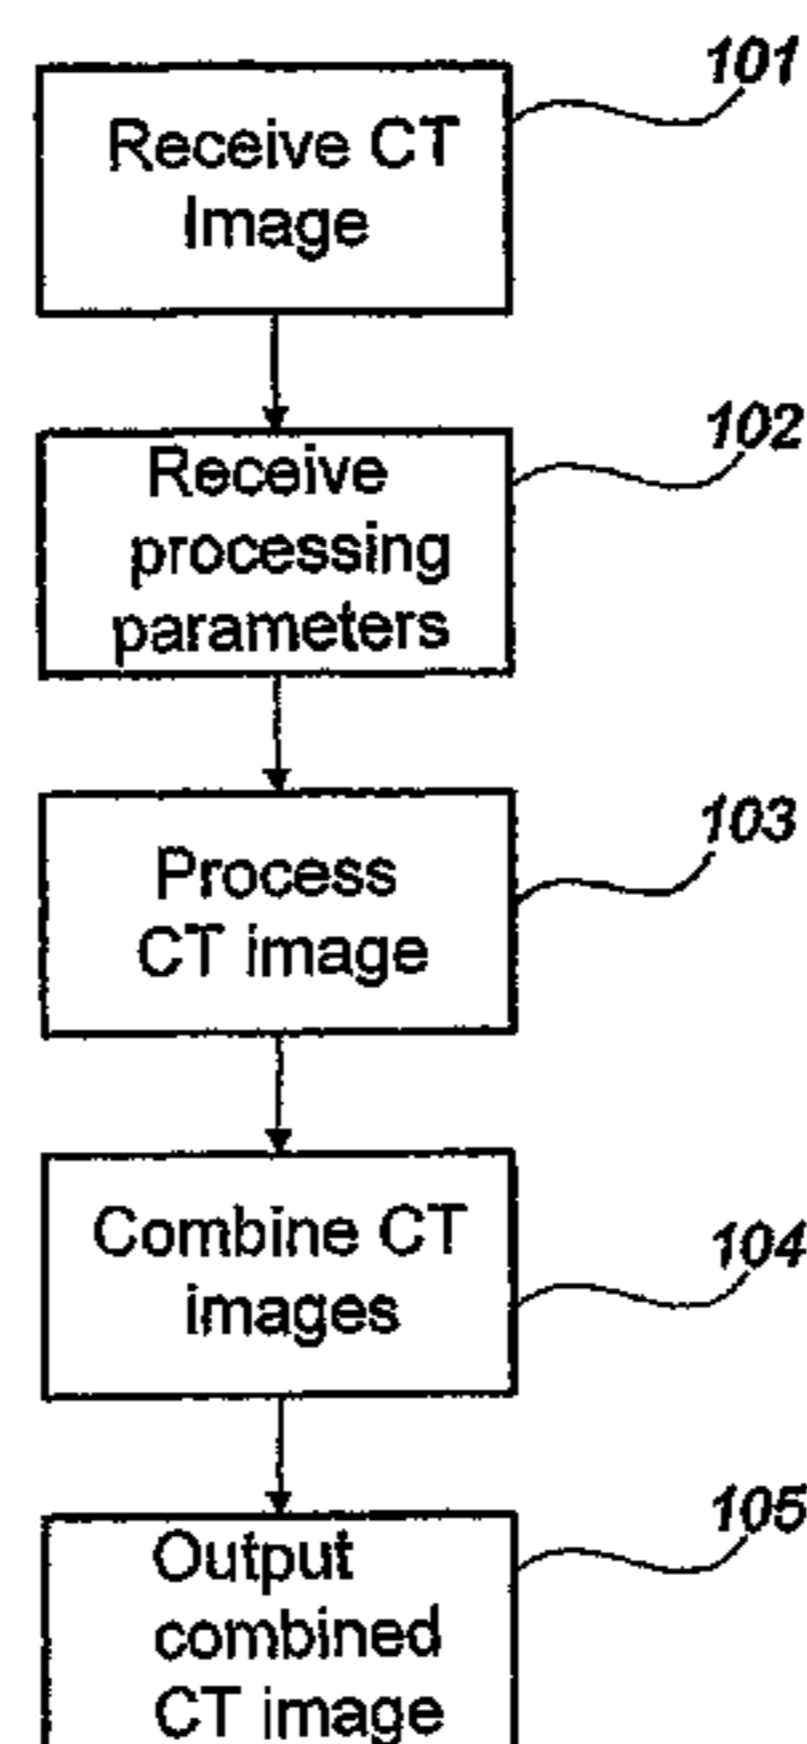 101
Receive CT
Image
102
Receive
processing
parameters
103
Process
CT image
104
Combine CT
images
105
Output
combined
CT image